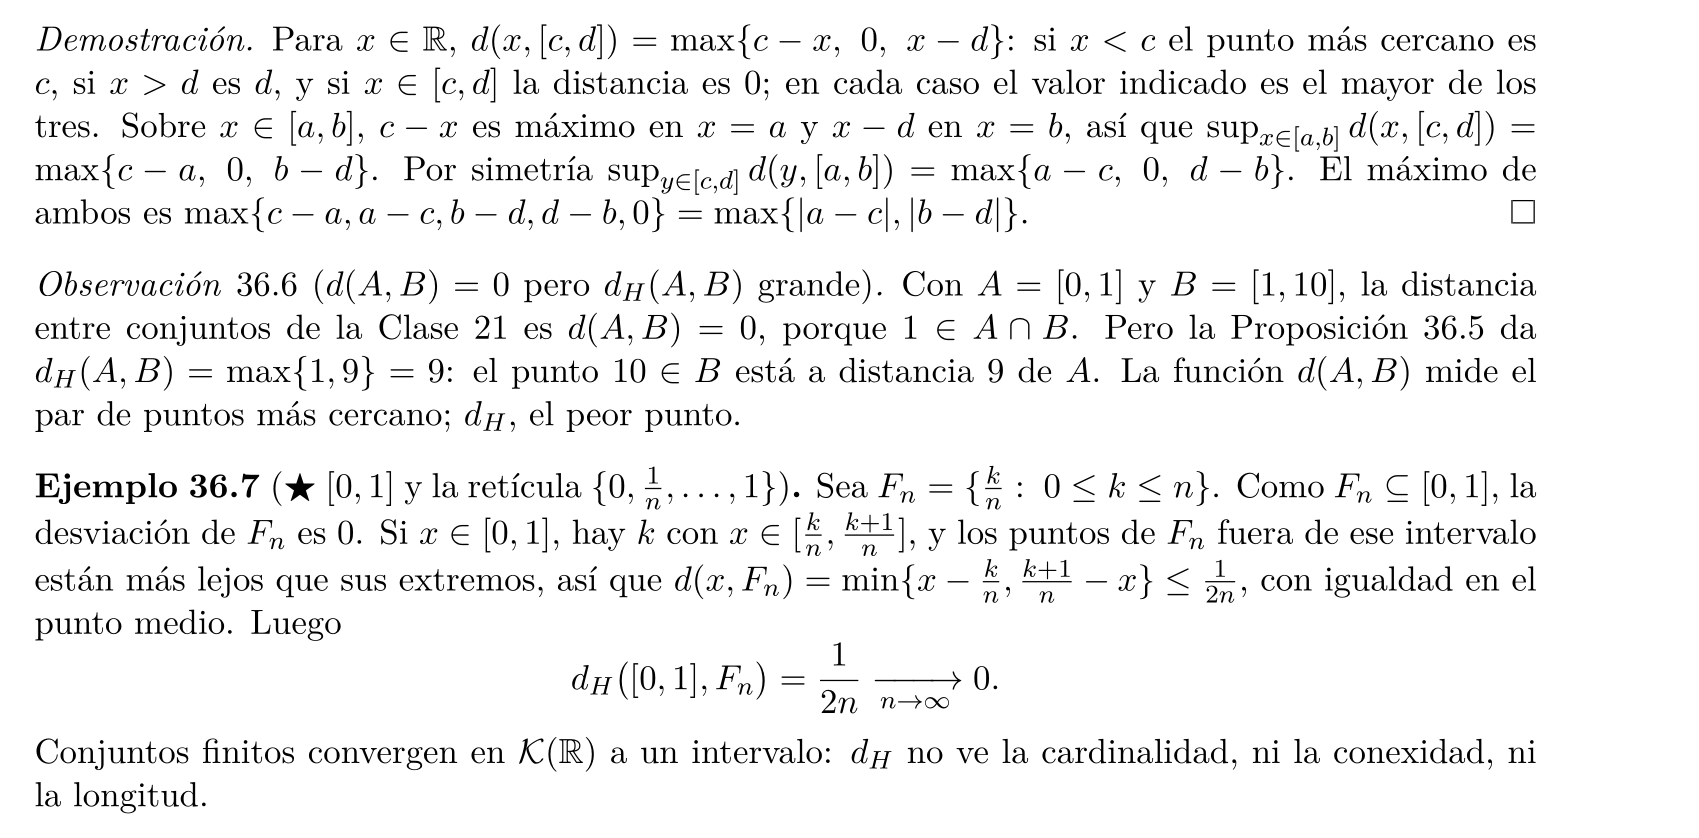 Demostración. Para x ∈ ℝ, d(x, [c, d]) = max{c − x, 0, x − d}: si x < c el punto más cercano es
c, si x > d es d, y si x ∈ [c, d] la distancia es 0; en cada caso el valor indicado es el mayor de los
tres. Sobre x ∈ [a, b], c − x es máximo en x = a y x − d en x = b, así que sup_{x∈[a,b]} d(x, [c, d]) =
max{c − a, 0, b − d}. Por simetría sup_{y∈[c,d]} d(y, [a, b]) = max{a − c, 0, d − b}. El máximo de
ambos es max{c − a, a − c, b − d, d − b, 0} = max{|a − c|, |b − d|}. □
Observación 36.6 (d(A, B) = 0 pero d_H(A, B) grande). Con A = [0, 1] y B = [1, 10], la distancia
entre conjuntos de la Clase 21 es d(A, B) = 0, porque 1 ∈ A ∩ B. Pero la Proposición 36.5 da
d_H(A, B) = max{1, 9} = 9: el punto 10 ∈ B está a distancia 9 de A. La función d(A, B) mide el
par de puntos más cercano; d_H, el peor punto.
Ejemplo 36.7 (★ [0, 1] y la retícula {0, 1/n, . . . , 1}). Sea F_n = {k/n : 0 ≤ k ≤ n}. Como F_n ⊆ [0, 1], la
desviación de F_n es 0. Si x ∈ [0, 1], hay k con x ∈ [k/n, (k+1)/n], y los puntos de F_n fuera de ese intervalo
están más lejos que sus extremos, así que d(x, F_n) = min{x − k/n, (k+1)/n − x} ≤ 1/2n, con igualdad en el
punto medio. Luego
d_H([0, 1], F_n) = 1/2n ⟶_{n→∞} 0.
Conjuntos finitos convergen en 𝒦(ℝ) a un intervalo: d_H no ve la cardinalidad, ni la conexidad, ni
la longitud.